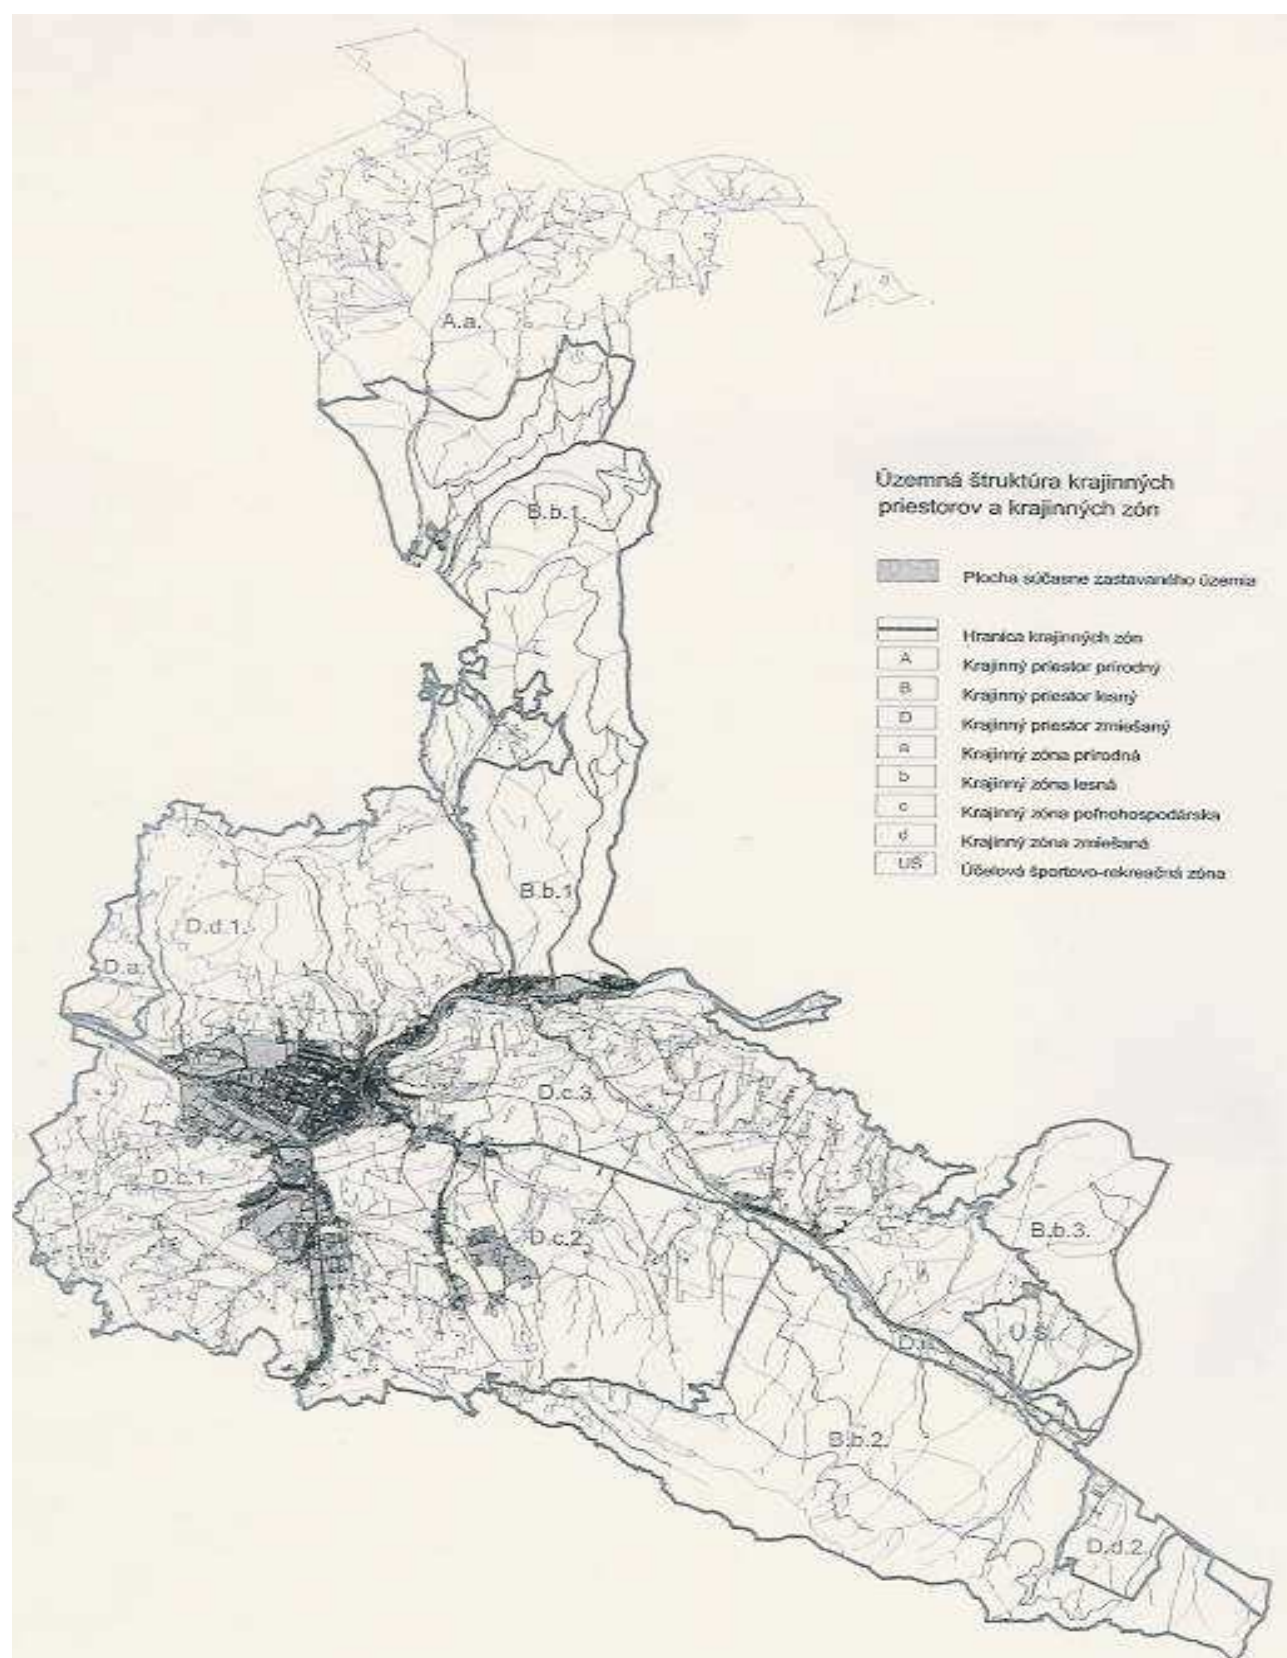 A.a.
B.b.1.
Územná štruktúra krajinných
priestorov a krajinných zón
Plocha súčasne zastavaného územia
Hranica krajinných zón
A Krajinný priestor prírodný
B Krajinný priestor lesný
D Krajinný priestor zmiešaný
a Krajinný zóna prírodná
b Krajinný zóna lesná
c Krajinný zóna poľnohospodárska
d Krajinný zóna zmiešaná
UŠ Účelová športovo-rekreačná zóna
B.b.1
D.d.1.
D.a.
D.c.3.
D.c.1.
D.c.2.
B.b.3.
B.b.2.
D.d.2.